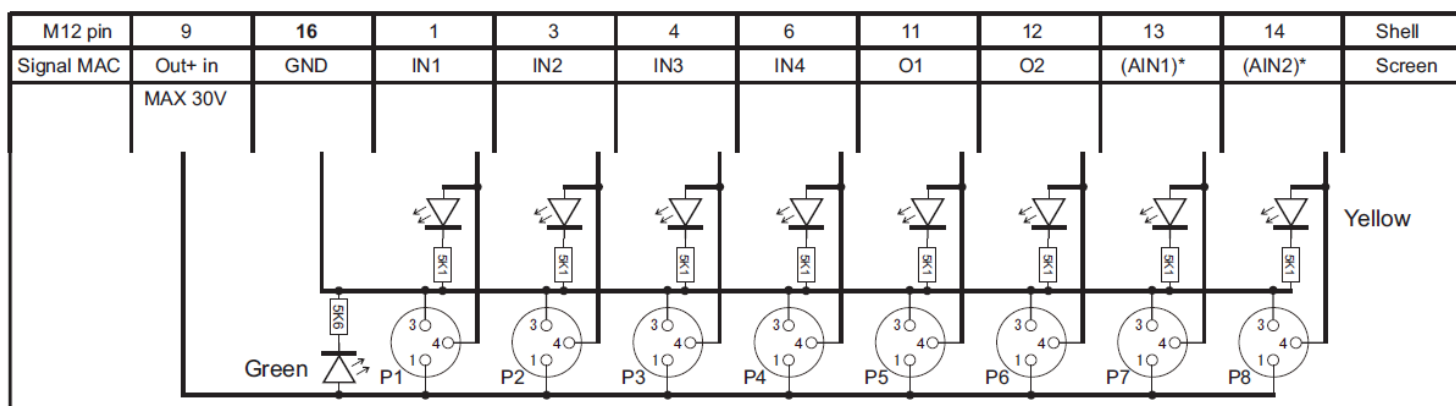 M12 pin 9 16 1 3 4 6 11 12 13 14 Shell
Signal MAC Out+ in GND IN1 IN2 IN3 IN4 O1 O2 (AIN1)* (AIN2)* Screen
MAX 30V
Yellow
5K1 5K1 5K1 5K1 5K1 5K1 5K1 5K1
5K6
3 3 3 3 3 3 3 3
4 4 4 4 4 4 4 4
1 1 1 1 1 1 1 1
Green P1 P2 P3 P4 P5 P6 P7 P8